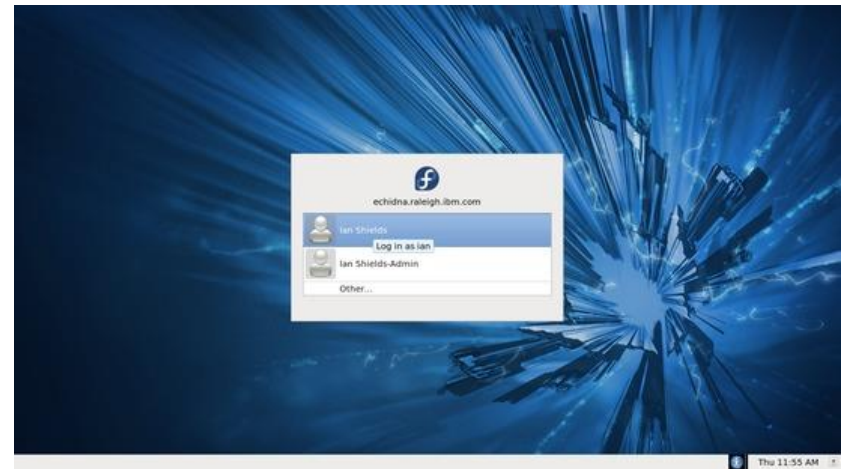 echidna.raleigh.ibm.com
Ian Shields
Log in as ian
Ian Shields-Admin
Other...
Thu 11:55 AM